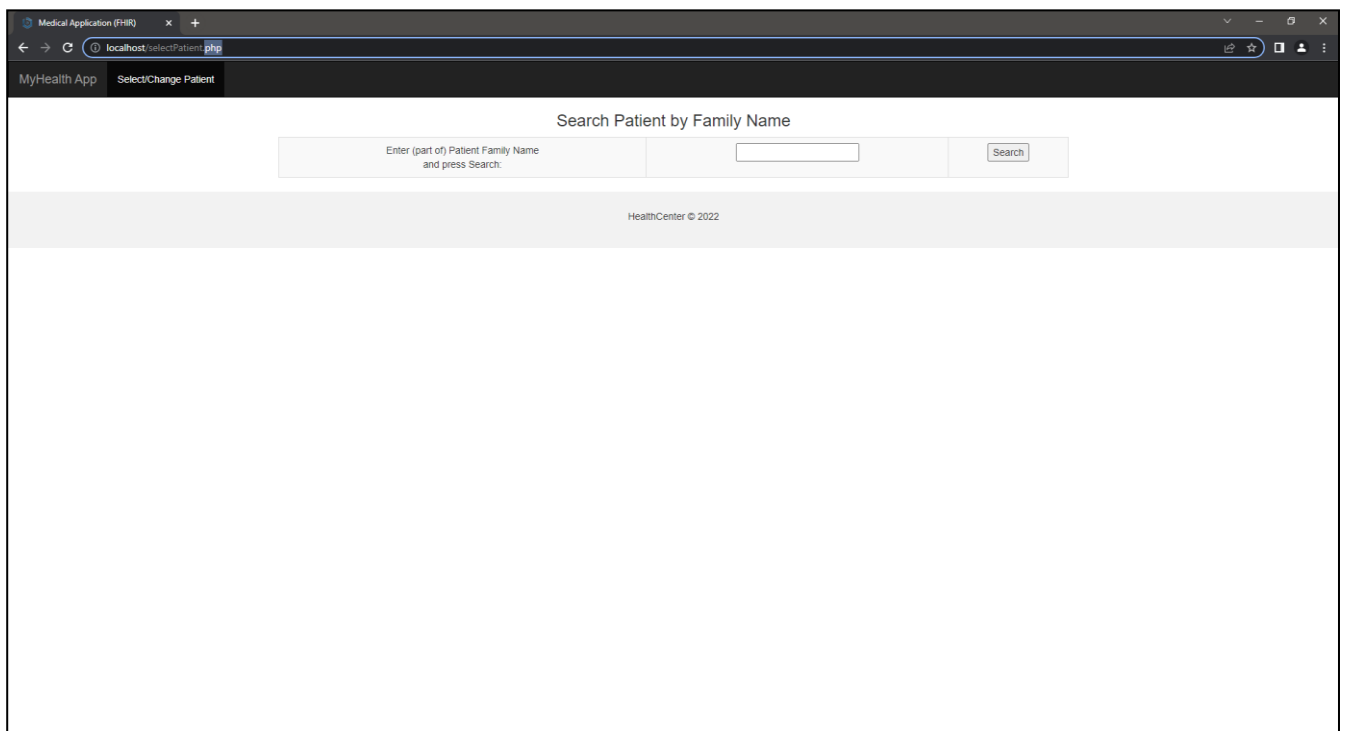 Medical Application (FHIR)
localhost/selectPatient.php
MyHealth App Select/Change Patient
Search Patient by Family Name
Enter (part of) Patient Family Name
and press Search:
Search
HealthCenter © 2022